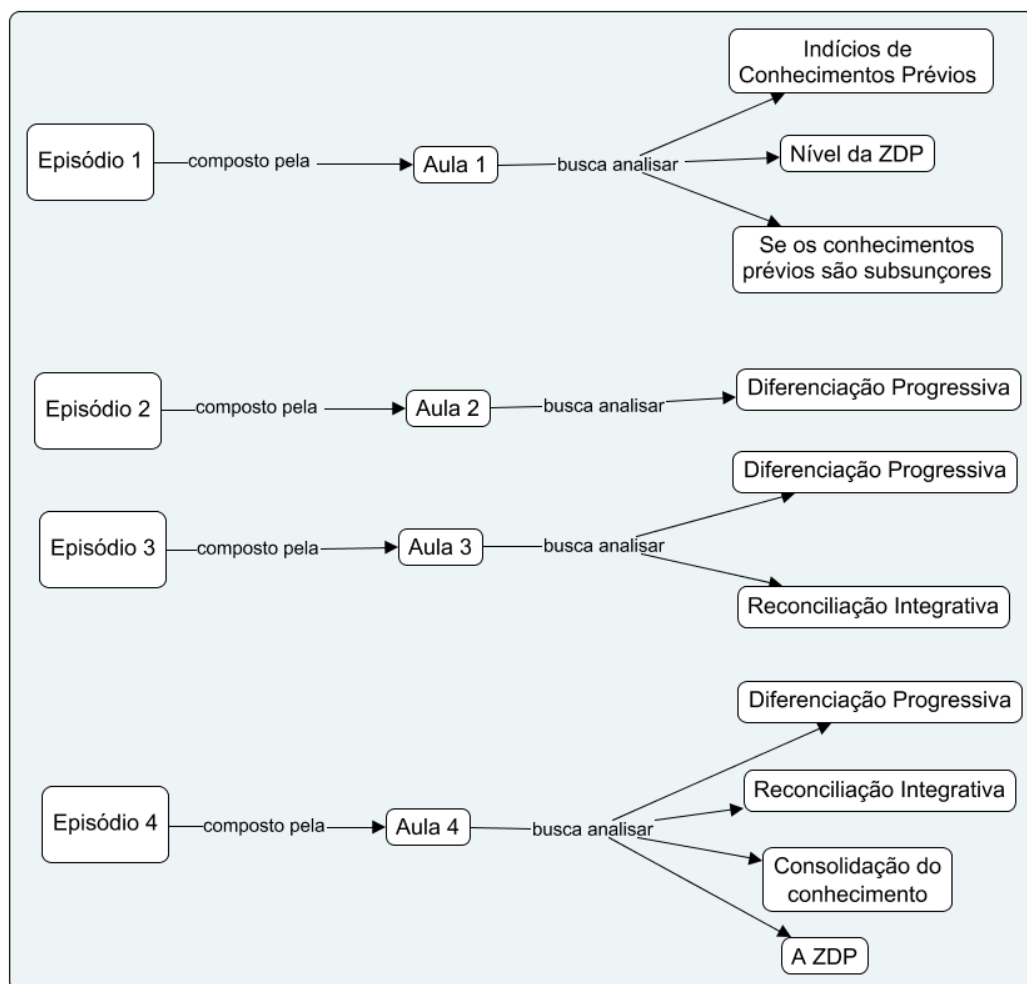 Episódio 1
composto pela
Aula 1
busca analisar
Indícios de
Conhecimentos Prévios
Nível da ZDP
Se os conhecimentos
prévios são subsunçores
Episódio 2
composto pela
Aula 2
busca analisar
Diferenciação Progressiva
Episódio 3
composto pela
Aula 3
busca analisar
Diferenciação Progressiva
Reconciliação Integrativa
Episódio 4
composto pela
Aula 4
busca analisar
Diferenciação Progressiva
Reconciliação Integrativa
Consolidação do
conhecimento
A ZDP